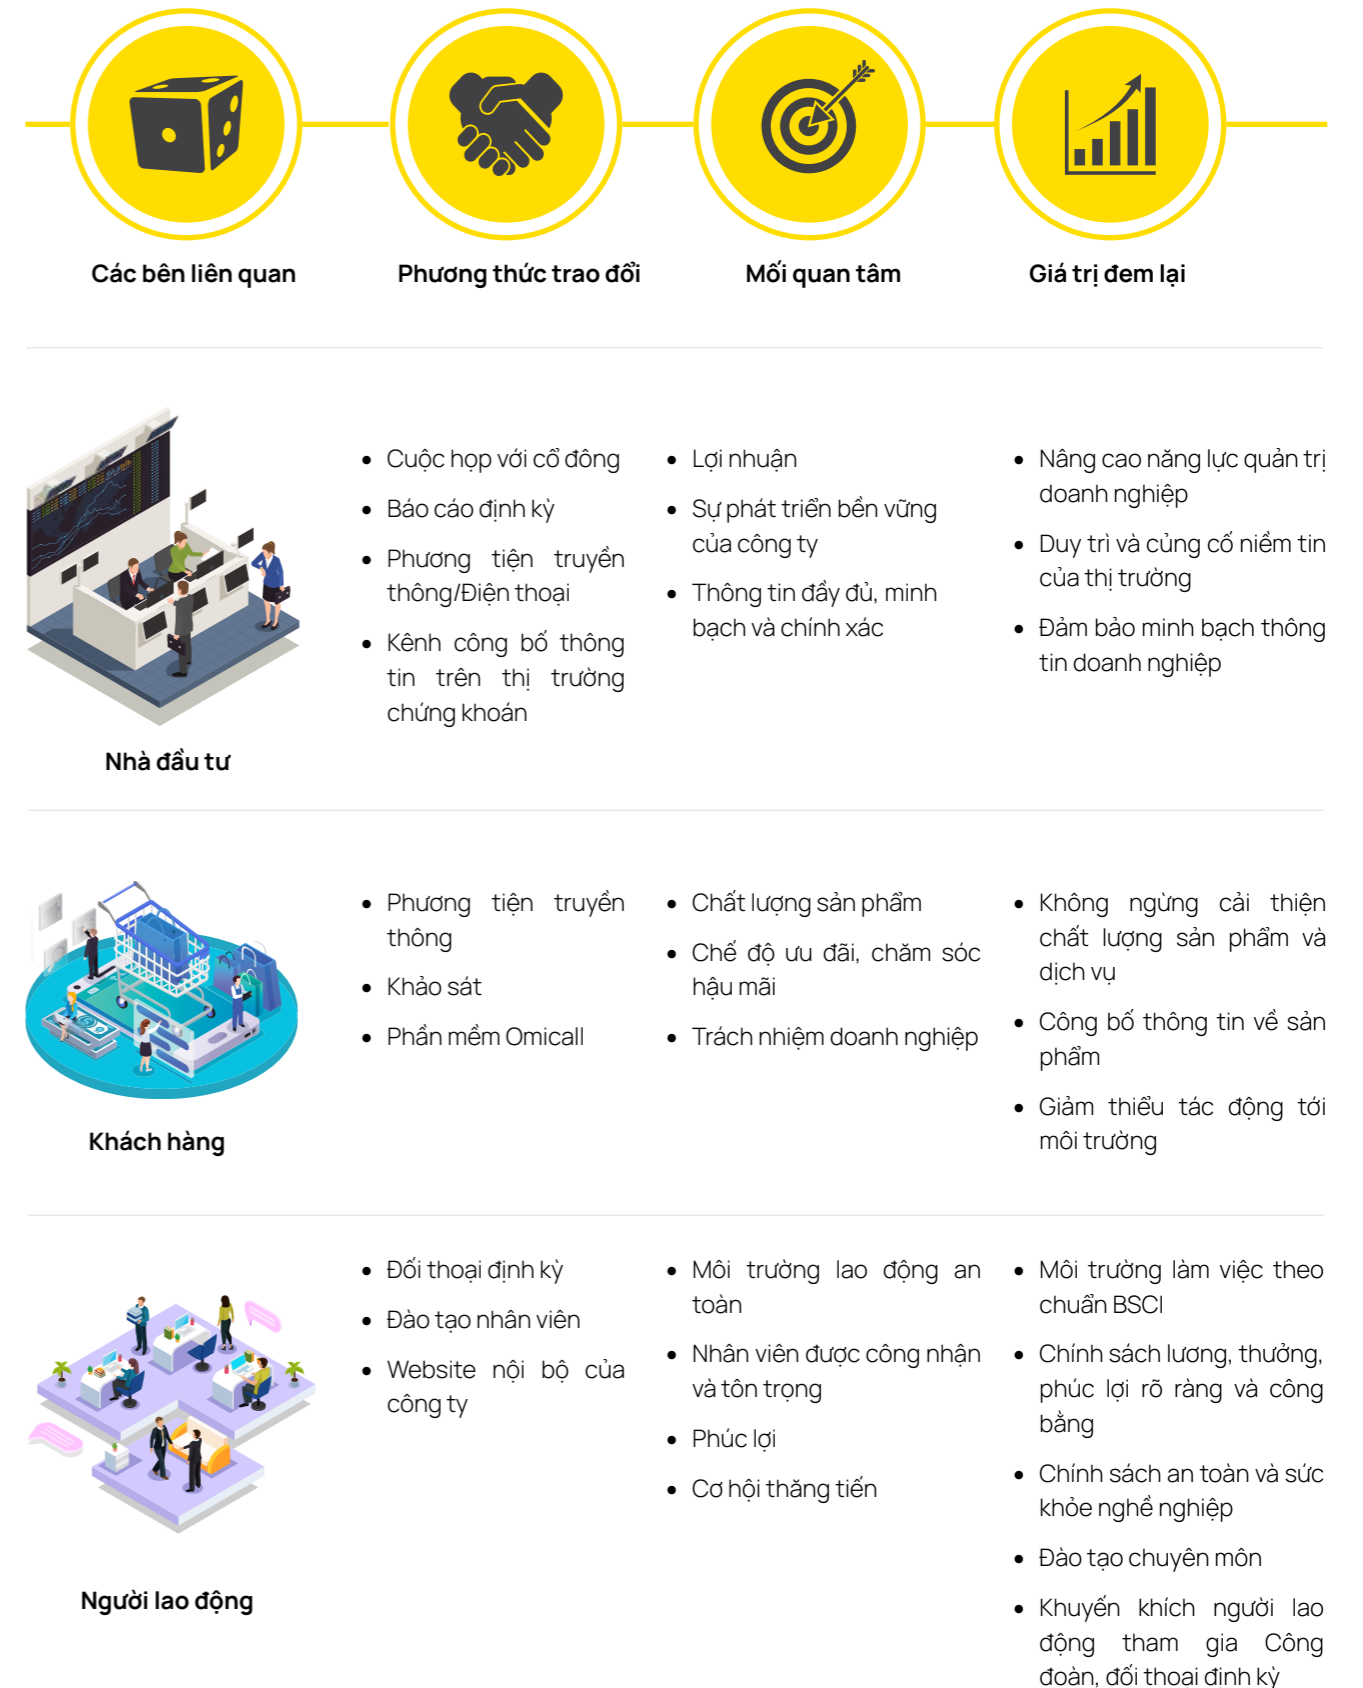 Các bên liên quan
Phương thức trao đổi
Mối quan tâm
Giá trị đem lại
Nhà đầu tư
• Cuộc họp với cổ đông
• Báo cáo định kỳ
• Phương tiện truyền
thông/Điện thoại
• Kênh công bố thông
tin trên thị trường
chứng khoán
• Lợi nhuận
• Sự phát triển bền vững
của công ty
• Thông tin đầy đủ, minh
bạch và chính xác
• Nâng cao năng lực quản trị
doanh nghiệp
• Duy trì và củng cố niềm tin
của thị trường
• Đảm bảo minh bạch thông
tin doanh nghiệp
Khách hàng
• Phương tiện truyền
thông
• Khảo sát
• Phần mềm Omicall
• Chất lượng sản phẩm
• Chế độ ưu đãi, chăm sóc
hậu mãi
• Trách nhiệm doanh nghiệp
• Không ngừng cải thiện
chất lượng sản phẩm và
dịch vụ
• Công bố thông tin về sản
phẩm
• Giảm thiểu tác động tới
môi trường
Người lao động
• Đối thoại định kỳ
• Đào tạo nhân viên
• Website nội bộ của
công ty
• Môi trường lao động an
toàn
• Nhân viên được công nhận
và tôn trọng
• Phúc lợi
• Cơ hội thăng tiến
• Môi trường làm việc theo
chuẩn BSCI
• Chính sách lương, thưởng,
phúc lợi rõ ràng và công
bằng
• Chính sách an toàn và sức
khỏe nghề nghiệp
• Đào tạo chuyên môn
• Khuyến khích người lao
động tham gia Công
đoàn, đối thoại định kỳ